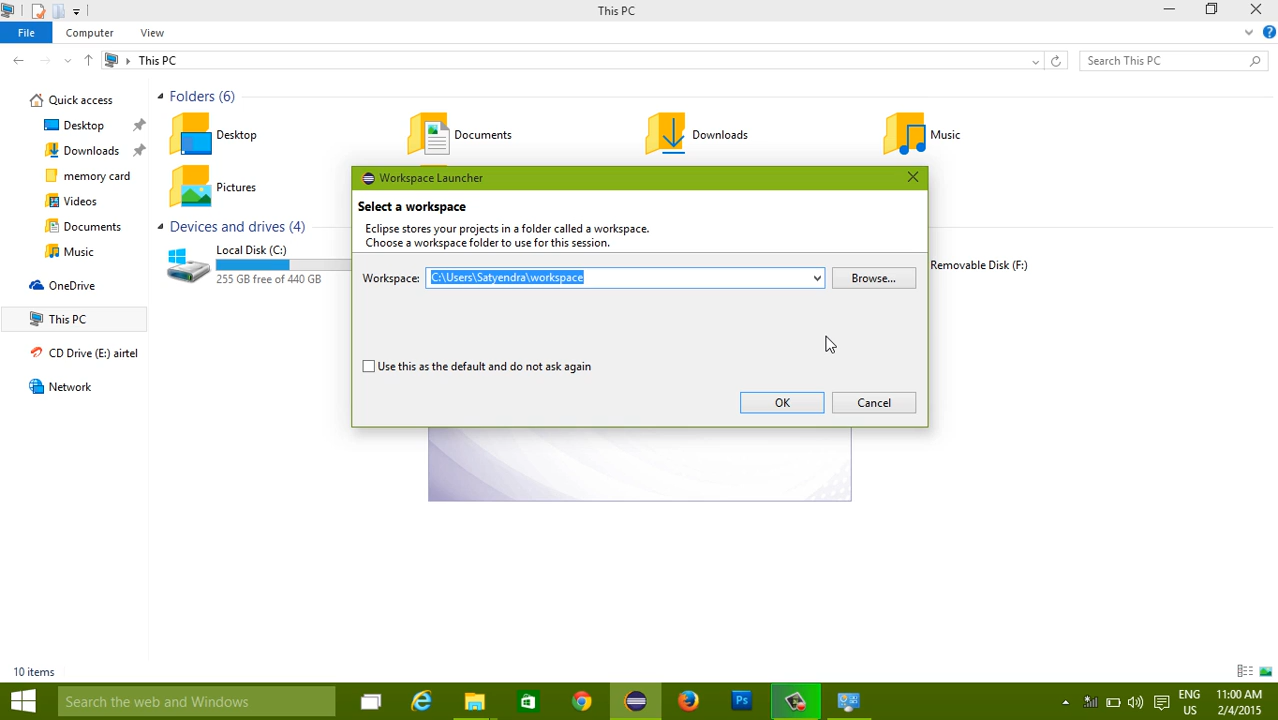 This PC
File
Computer
View
This PC
Search This PC
Quick access
Desktop
Downloads
memory card
Videos
Documents
Music
OneDrive
This PC
CD Drive (E:) airtel
Network
Folders (6)
Desktop
Documents
Downloads
Music
Pictures
Devices and drives (4)
Local Disk (C:)
255 GB free of 440 GB
Removable Disk (F:)
Workspace Launcher
Select a workspace
Eclipse stores your projects in a folder called a workspace.
Choose a workspace folder to use for this session.
Workspace: C:\Users\Satyendra\workspace
Browse...
Use this as the default and do not ask again
OK
Cancel
10 items
Search the web and Windows
Ps
ENG
US
11:00 AM
2/4/2015